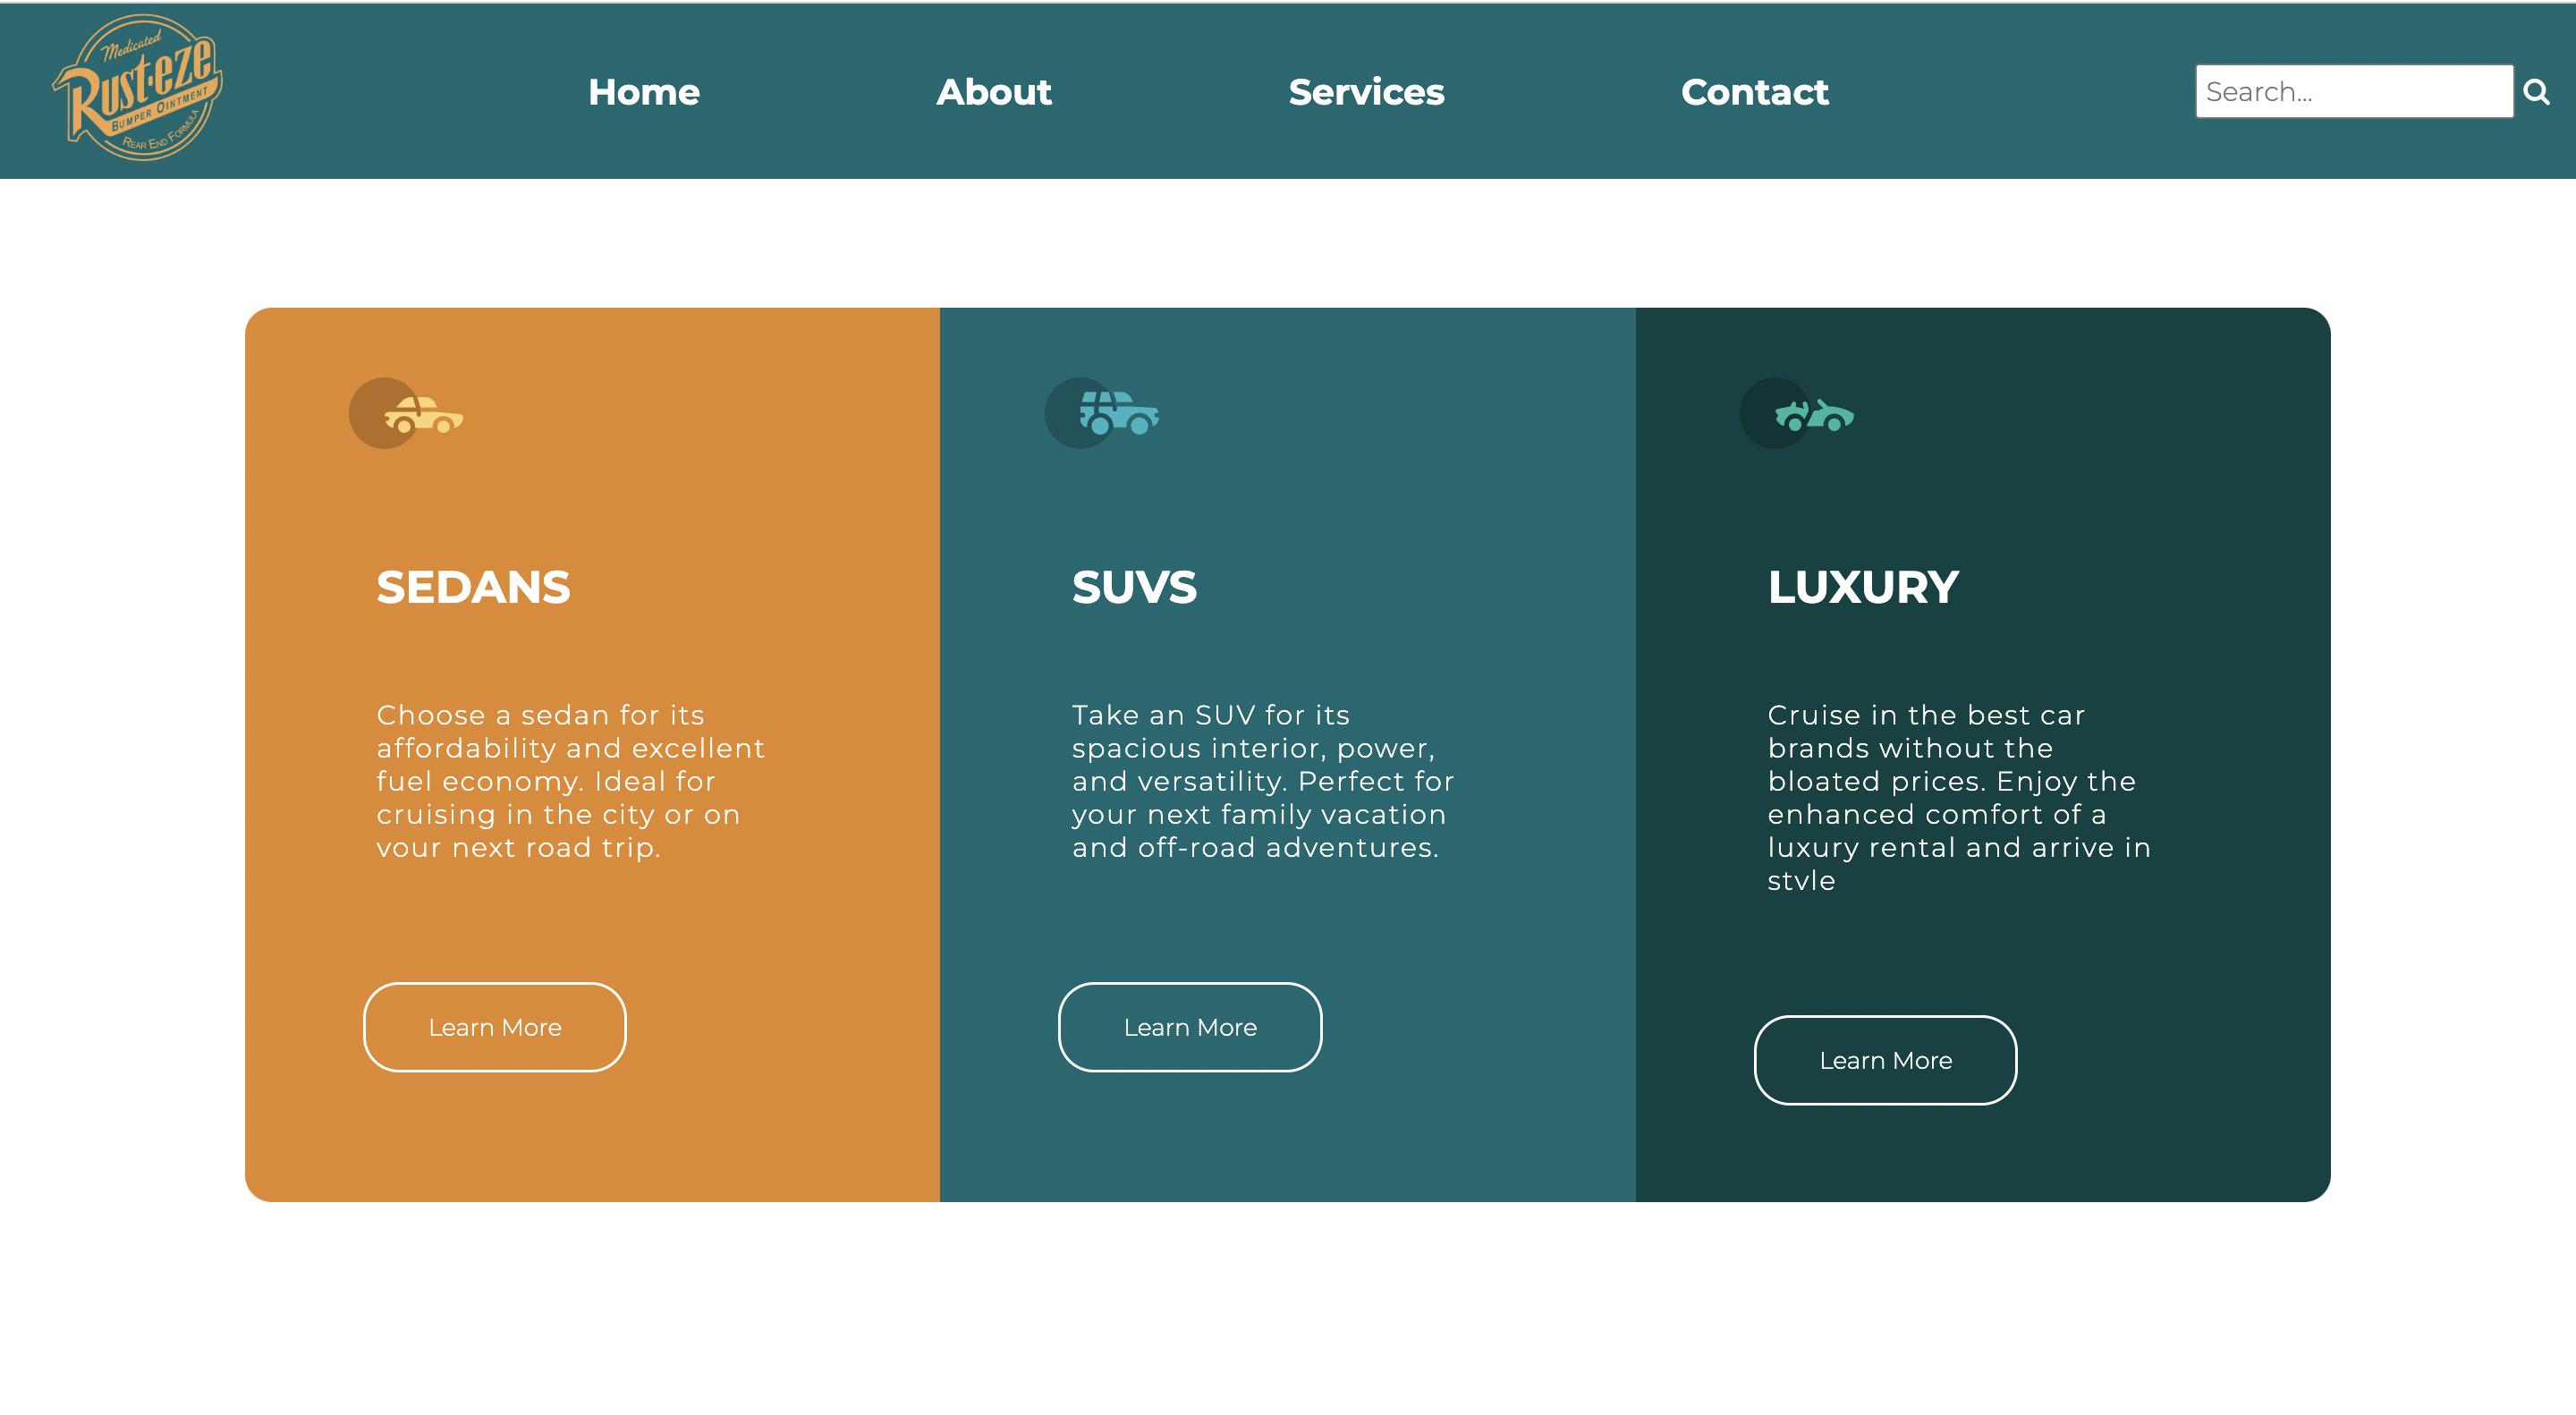 Medicated
Rust-eze
Bumper Ointment
Rear End Formula
Home
About
Services
Contact
Search...
SEDANS
Choose a sedan for its
affordability and excellent
fuel economy. Ideal for
cruising in the city or on
vour next road trip.
Learn More
SUVS
Take an SUV for its
spacious interior, power,
and versatility. Perfect for
your next family vacation
and off-road adventures.
Learn More
LUXURY
Cruise in the best car
brands without the
bloated prices. Enjoy the
enhanced comfort of a
luxury rental and arrive in
stvle
Learn More